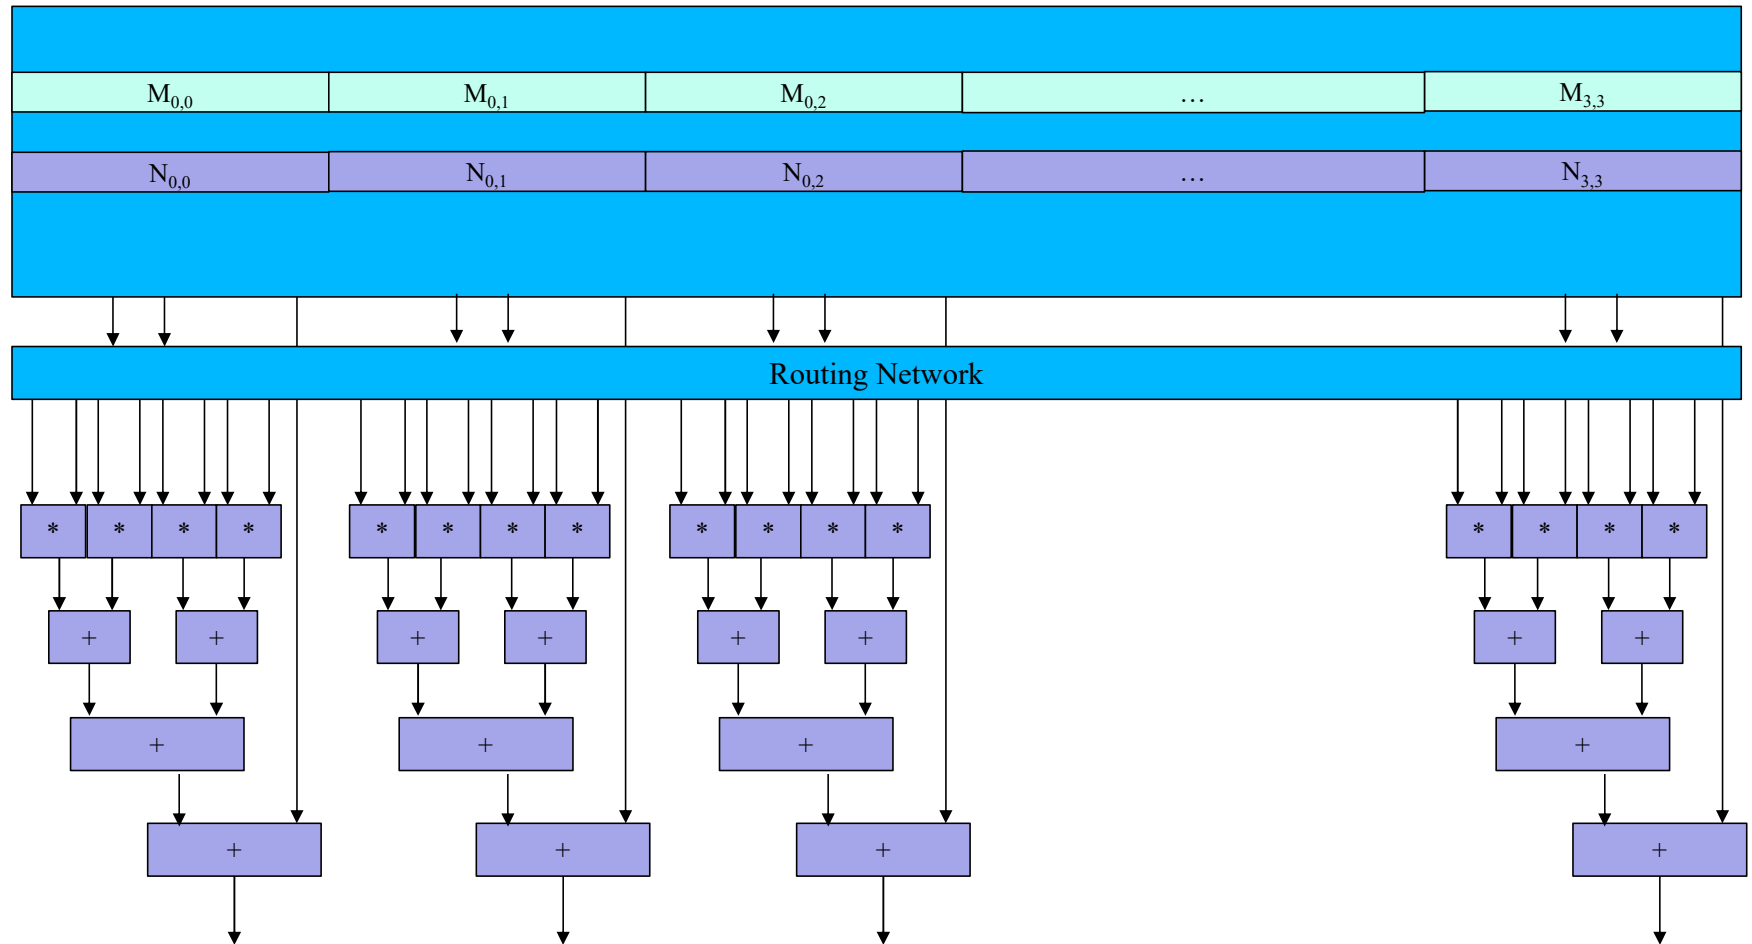 M0,0 M0,1 M0,2 … M3,3
N0,0 N0,1 N0,2 … N3,3
Routing Network
* * * * * * * * * * * * * * * *
+ + + + + + + +
+ + + +
+ + + +